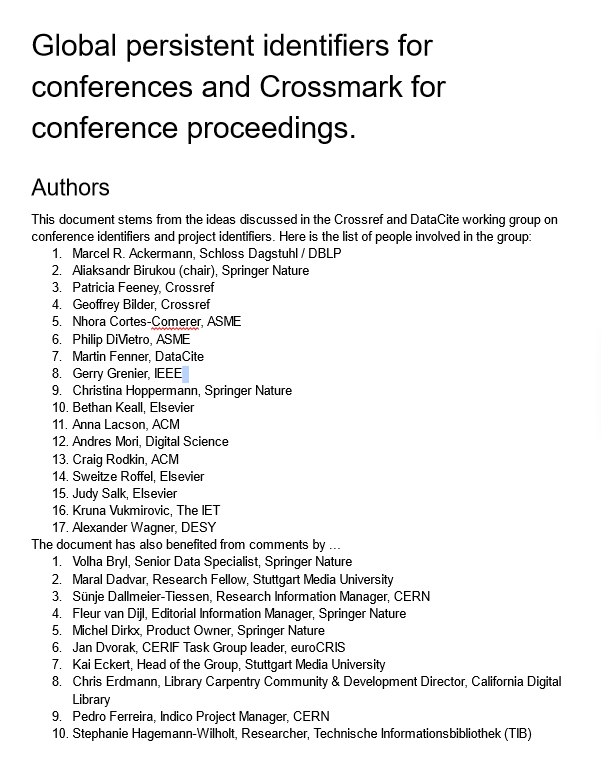 Global persistent identifiers for
conferences and Crossmark for
conference proceedings.
Authors
This document stems from the ideas discussed in the Crossref and DataCite working group on
conference identifiers and project identifiers. Here is the list of people involved in the group:
1. Marcel R. Ackermann, Schloss Dagstuhl / DBLP
2. Aliaksandr Birukou (chair), Springer Nature
3. Patricia Feeney, Crossref
4. Geoffrey Bilder, Crossref
5. Nhora Cortes-Comerer, ASME
6. Philip DiVietro, ASME
7. Martin Fenner, DataCite
8. Gerry Grenier, IEEE
9. Christina Hoppermann, Springer Nature
10. Bethan Keall, Elsevier
11. Anna Lacson, ACM
12. Andres Mori, Digital Science
13. Craig Rodkin, ACM
14. Sweitze Roffel, Elsevier
15. Judy Salk, Elsevier
16. Kruna Vukmirovic, The IET
17. Alexander Wagner, DESY
The document has also benefited from comments by …
1. Volha Bryl, Senior Data Specialist, Springer Nature
2. Maral Dadvar, Research Fellow, Stuttgart Media University
3. Sünje Dallmeier-Tiessen, Research Information Manager, CERN
4. Fleur van Dijl, Editorial Information Manager, Springer Nature
5. Michel Dirkx, Product Owner, Springer Nature
6. Jan Dvorak, CERIF Task Group leader, euroCRIS
7. Kai Eckert, Head of the Group, Stuttgart Media University
8. Chris Erdmann, Library Carpentry Community & Development Director, California Digital
Library
9. Pedro Ferreira, Indico Project Manager, CERN
10. Stephanie Hagemann-Wilholt, Researcher, Technische Informationsbibliothek (TIB)